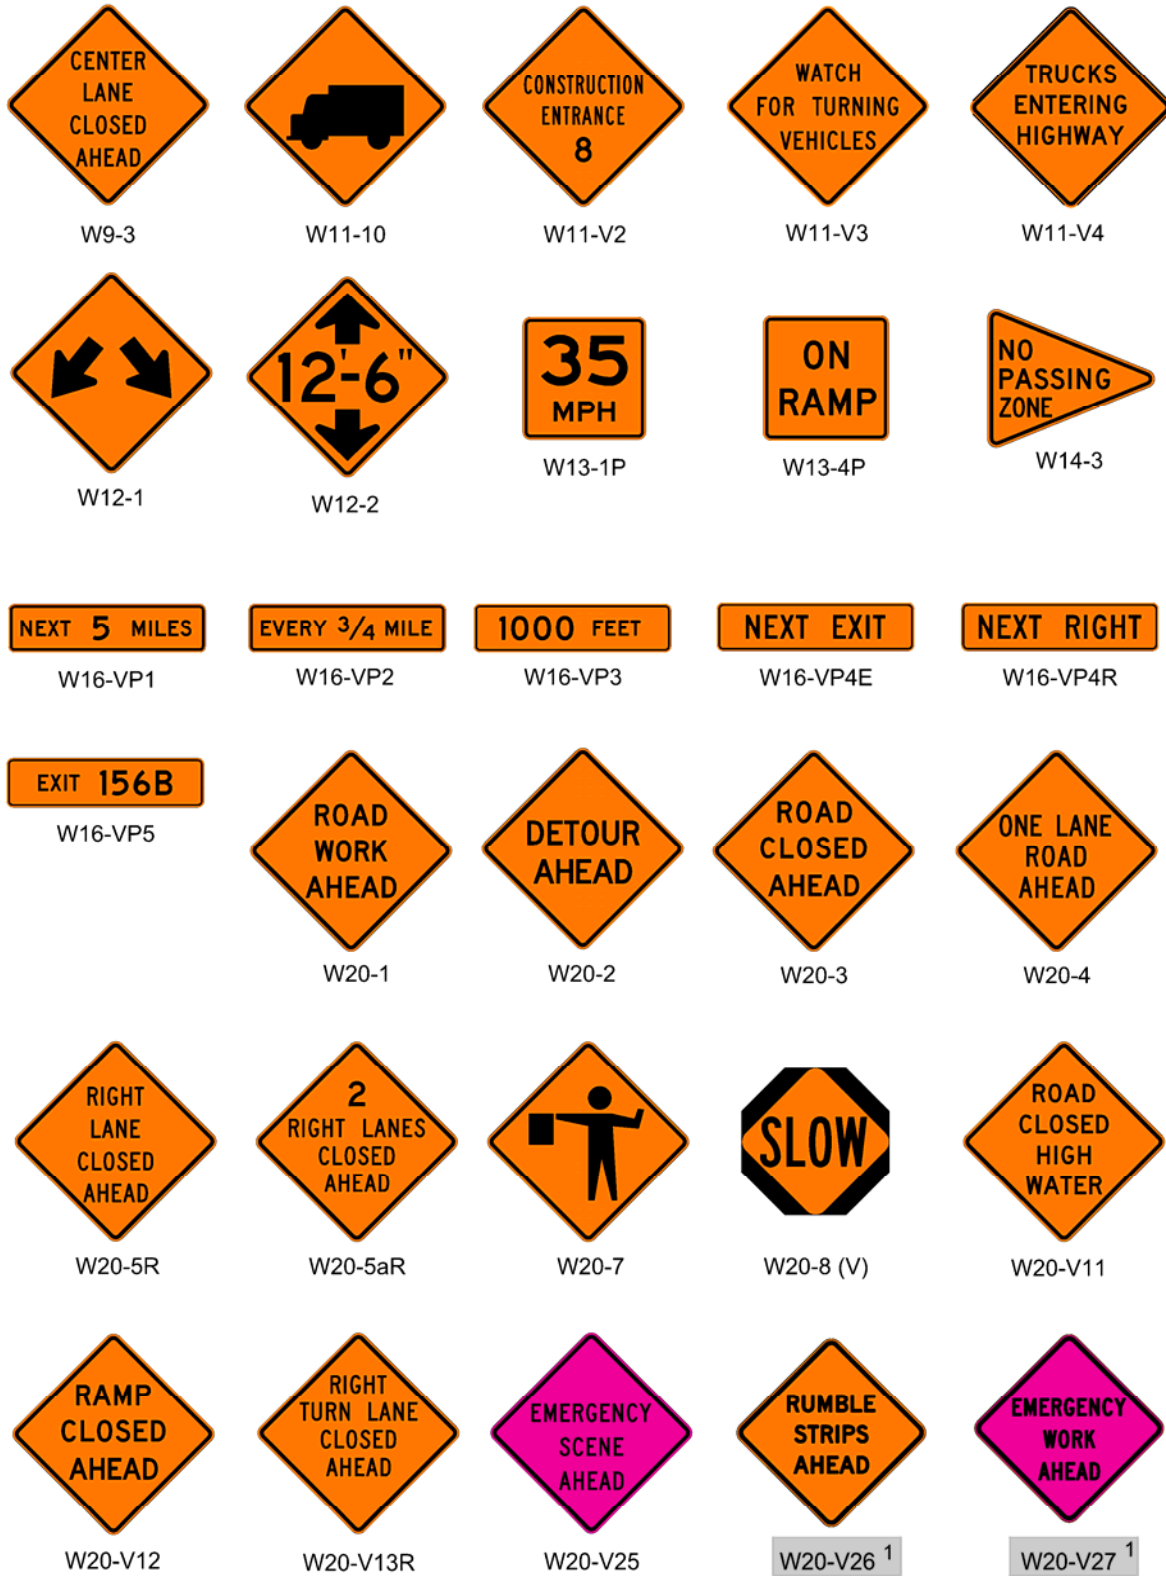 CENTER
LANE
CLOSED
AHEAD
W9-3
W11-10
CONSTRUCTION
ENTRANCE
8
W11-V2
WATCH
FOR TURNING
VEHICLES
W11-V3
TRUCKS
ENTERING
HIGHWAY
W11-V4
W12-1
12'-6"
W12-2
35
MPH
W13-1P
ON
RAMP
W13-4P
NO
PASSING
ZONE
W14-3
NEXT 5 MILES
W16-VP1
EVERY 3/4 MILE
W16-VP2
1000 FEET
W16-VP3
NEXT EXIT
W16-VP4E
NEXT RIGHT
W16-VP4R
EXIT 156B
W16-VP5
ROAD
WORK
AHEAD
W20-1
DETOUR
AHEAD
W20-2
ROAD
CLOSED
AHEAD
W20-3
ONE LANE
ROAD
AHEAD
W20-4
RIGHT
LANE
CLOSED
AHEAD
W20-5R
2
RIGHT LANES
CLOSED
AHEAD
W20-5aR
W20-7
SLOW
W20-8 (V)
ROAD
CLOSED
HIGH
WATER
W20-V11
RAMP
CLOSED
AHEAD
W20-V12
RIGHT
TURN LANE
CLOSED
AHEAD
W20-V13R
EMERGENCY
SCENE
AHEAD
W20-V25
RUMBLE
STRIPS
AHEAD
W20-V26 1
EMERGENCY
WORK
AHEAD
W20-V27 1